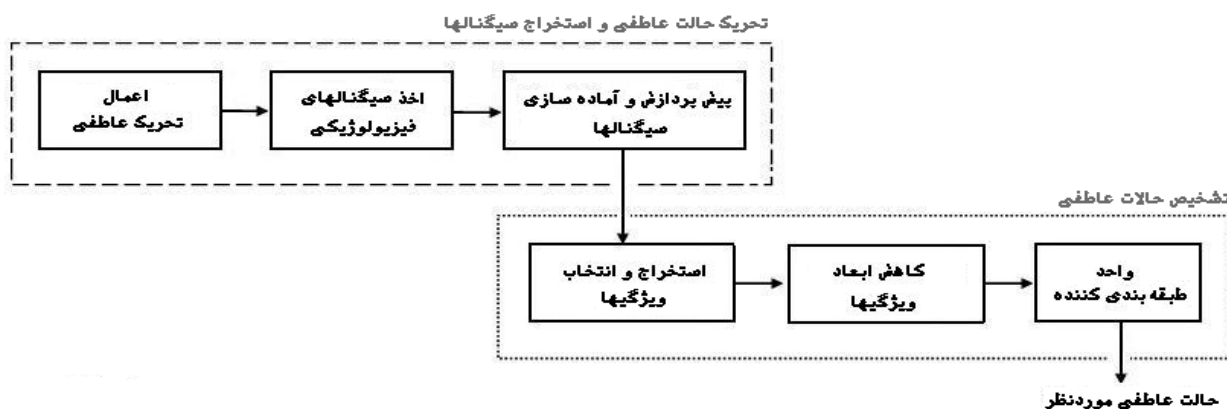 تحریک حالت عاطفی و استخراج سیگنالها
اعمال
تحریک عاطفی
اخذ سیگنالهای
فیزیولوژیکی
پیش پردازش و آماده سازی
سیگنالها
تشخیص حالات عاطفی
استخراج و انتخاب
ویژگیها
کاهش ابعاد
ویژگیها
واحد
طبقه بندی کننده
حالت عاطفی موردنظر